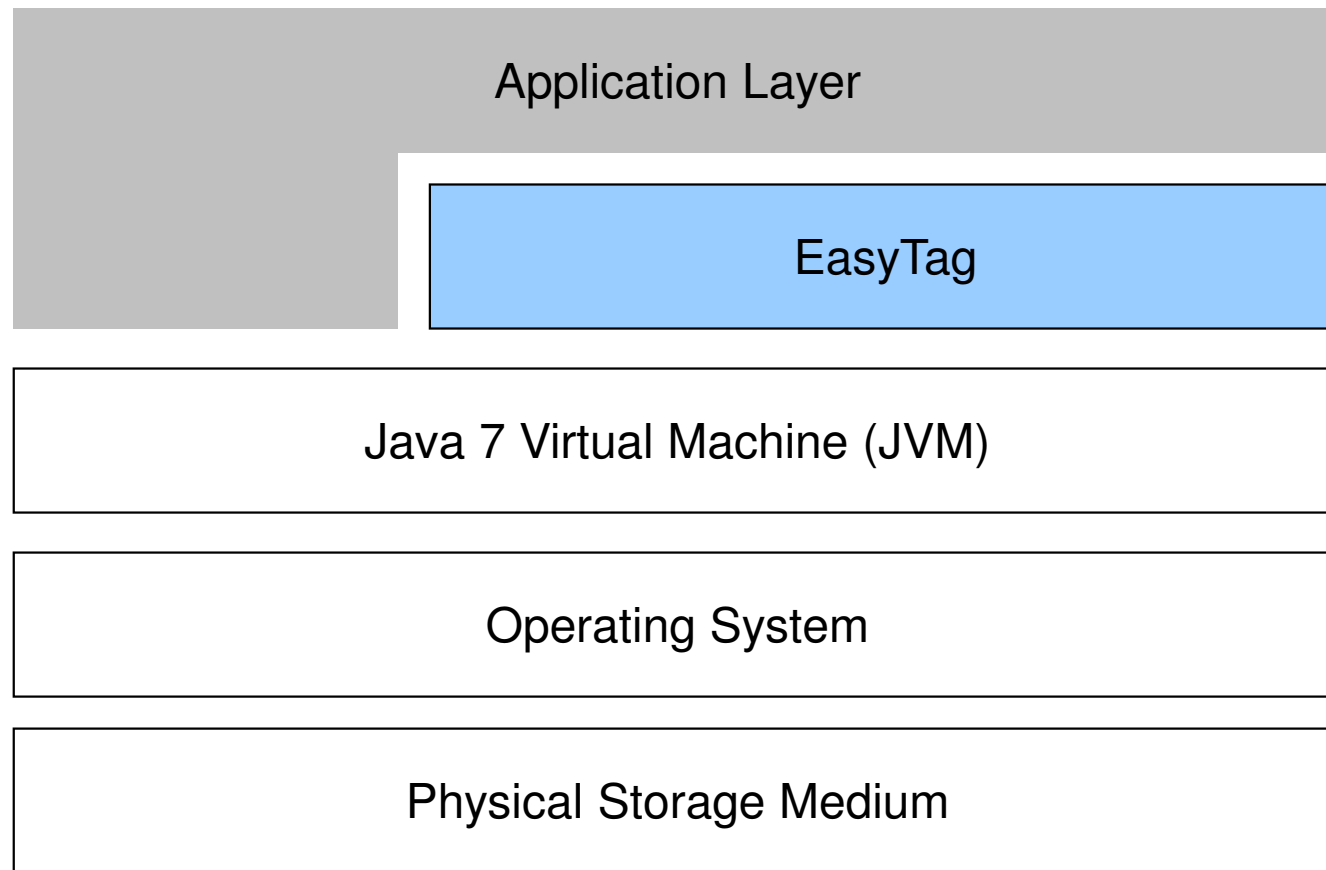 Application Layer
EasyTag
Java 7 Virtual Machine (JVM)
Operating System
Physical Storage Medium